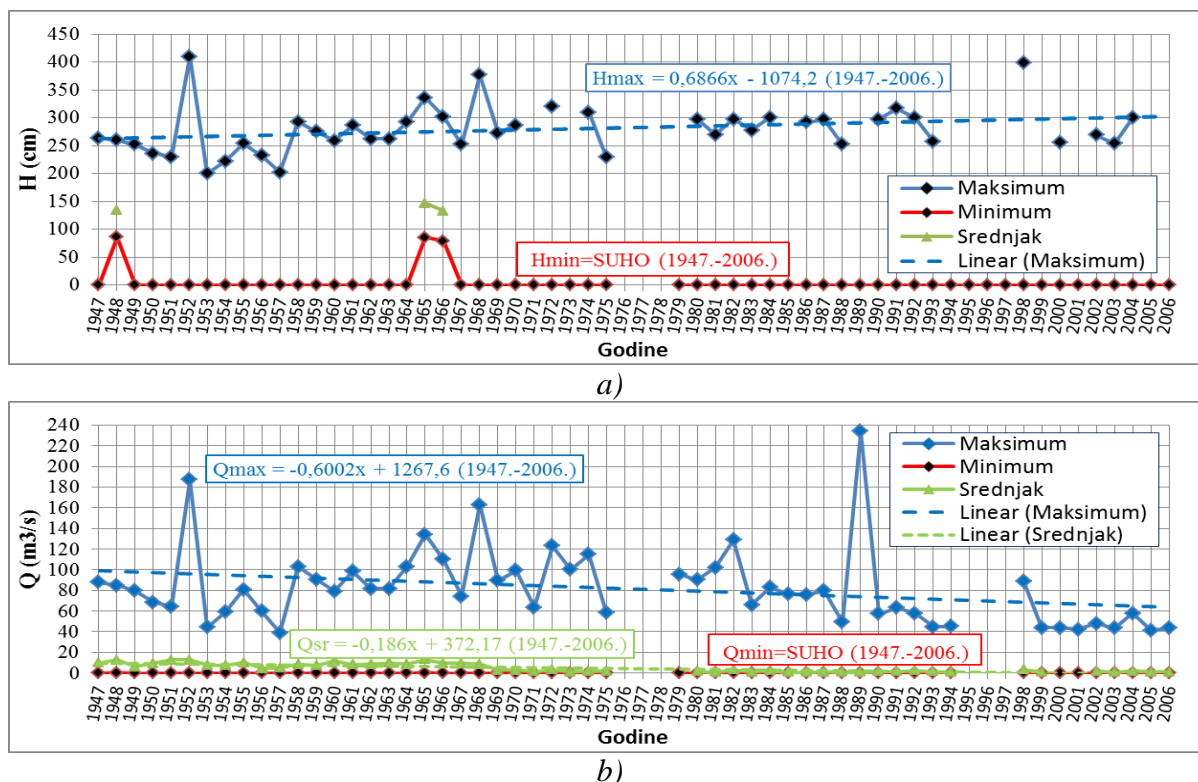 450
400
350
300
250
200
150
100
50
0
H (cm)
Hmax = 0,6866x - 1074,2 (1947.-2006.)
Maksimum
Minimum
Srednjak
Linear (Maksimum)
Hmin=SUHO (1947.-2006.)
1947 1948 1949 1950 1951 1952 1953 1954 1955 1956 1957 1958 1959 1960 1961 1962 1963 1964 1965 1966 1967 1968 1969 1970 1971 1972 1973 1974 1975 1976 1977 1978 1979 1980 1981 1982 1983 1984 1985 1986 1987 1988 1989 1990 1991 1992 1993 1994 1995 1996 1997 1998 1999 2000 2001 2002 2003 2004 2005 2006
Godine
a)
240
220
200
180
160
140
120
100
80
60
40
20
0
Q (m3/s)
Qmax = -0,6002x + 1267,6 (1947.-2006.)
Maksimum
Minimum
Srednjak
Linear (Maksimum)
Linear (Srednjak)
Qsr = -0,186x + 372,17 (1947.-2006.)
Qmin=SUHO (1947.-2006.)
1947 1948 1949 1950 1951 1952 1953 1954 1955 1956 1957 1958 1959 1960 1961 1962 1963 1964 1965 1966 1967 1968 1969 1970 1971 1972 1973 1974 1975 1976 1977 1978 1979 1980 1981 1982 1983 1984 1985 1986 1987 1988 1989 1990 1991 1992 1993 1994 1995 1996 1997 1998 1999 2000 2001 2002 2003 2004 2005 2006
Godine
b)